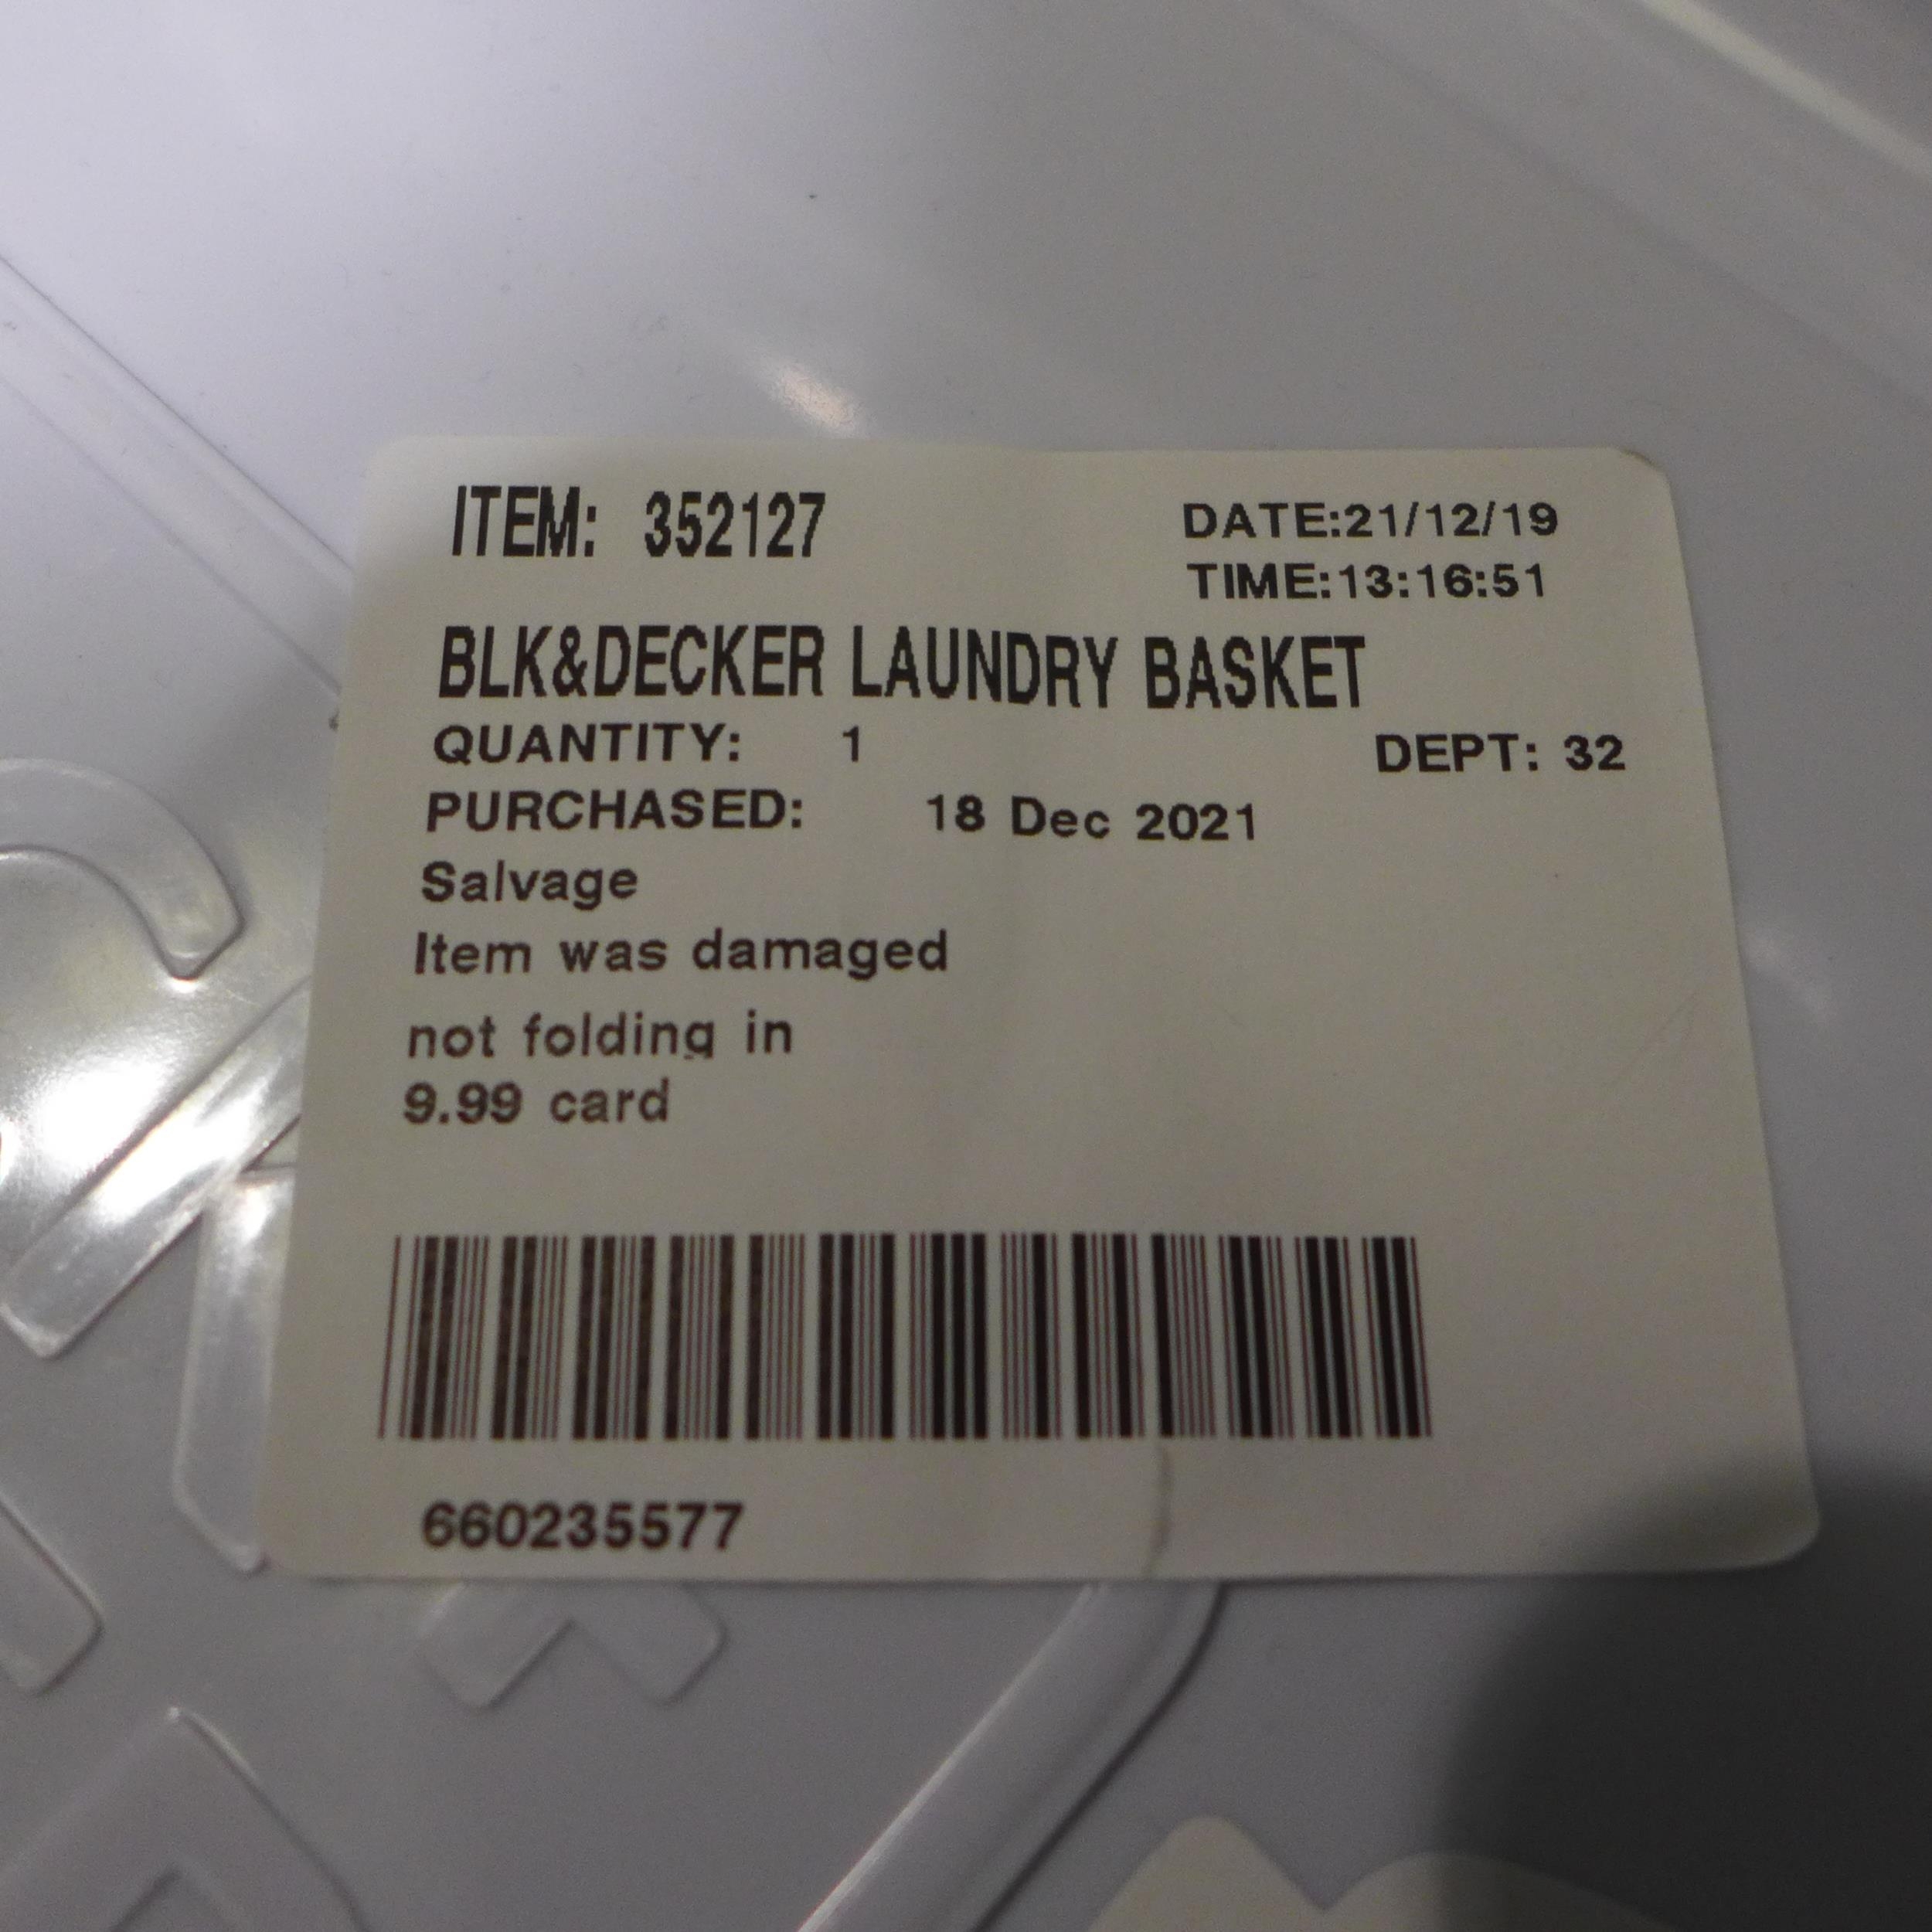 ITEM: 352127
DATE:21/12/19
TIME:13:16:51
BLK&DECKER LAUNDRY BASKET
QUANTITY: 1
DEPT: 32
PURCHASED: 18 Dec 2021
Salvage
Item was damaged
not folding in
9.99 card
660235577